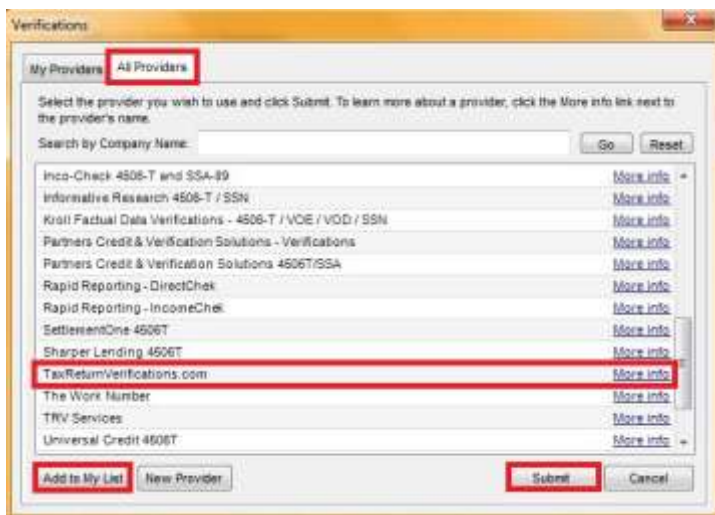 Verifications
My Providers All Providers
Select the provider you wish to use and click Submit. To learn more about a provider, click the More info link next to
the provider's name.
Search by Company Name: Go Reset
Inco-Check 4506-T and SSA-89 More info
Informative Research 4506-T / SSN More info
Kroll Factual Data Verifications - 4506-T / VOE / VOD / SSN More info
Partners Credit & Verification Solutions - Verifications More info
Partners Credit & Verification Solutions 4506T/SSA More info
Rapid Reporting - DirectChek More info
Rapid Reporting - IncomeChek More info
SettlementOne 4506T More info
Sharper Lending 4506T More info
TaxReturnVerifications.com More info
The Work Number More info
TRV Services More info
Universal Credit 4506T More info
Add to My List New Provider Submit Cancel